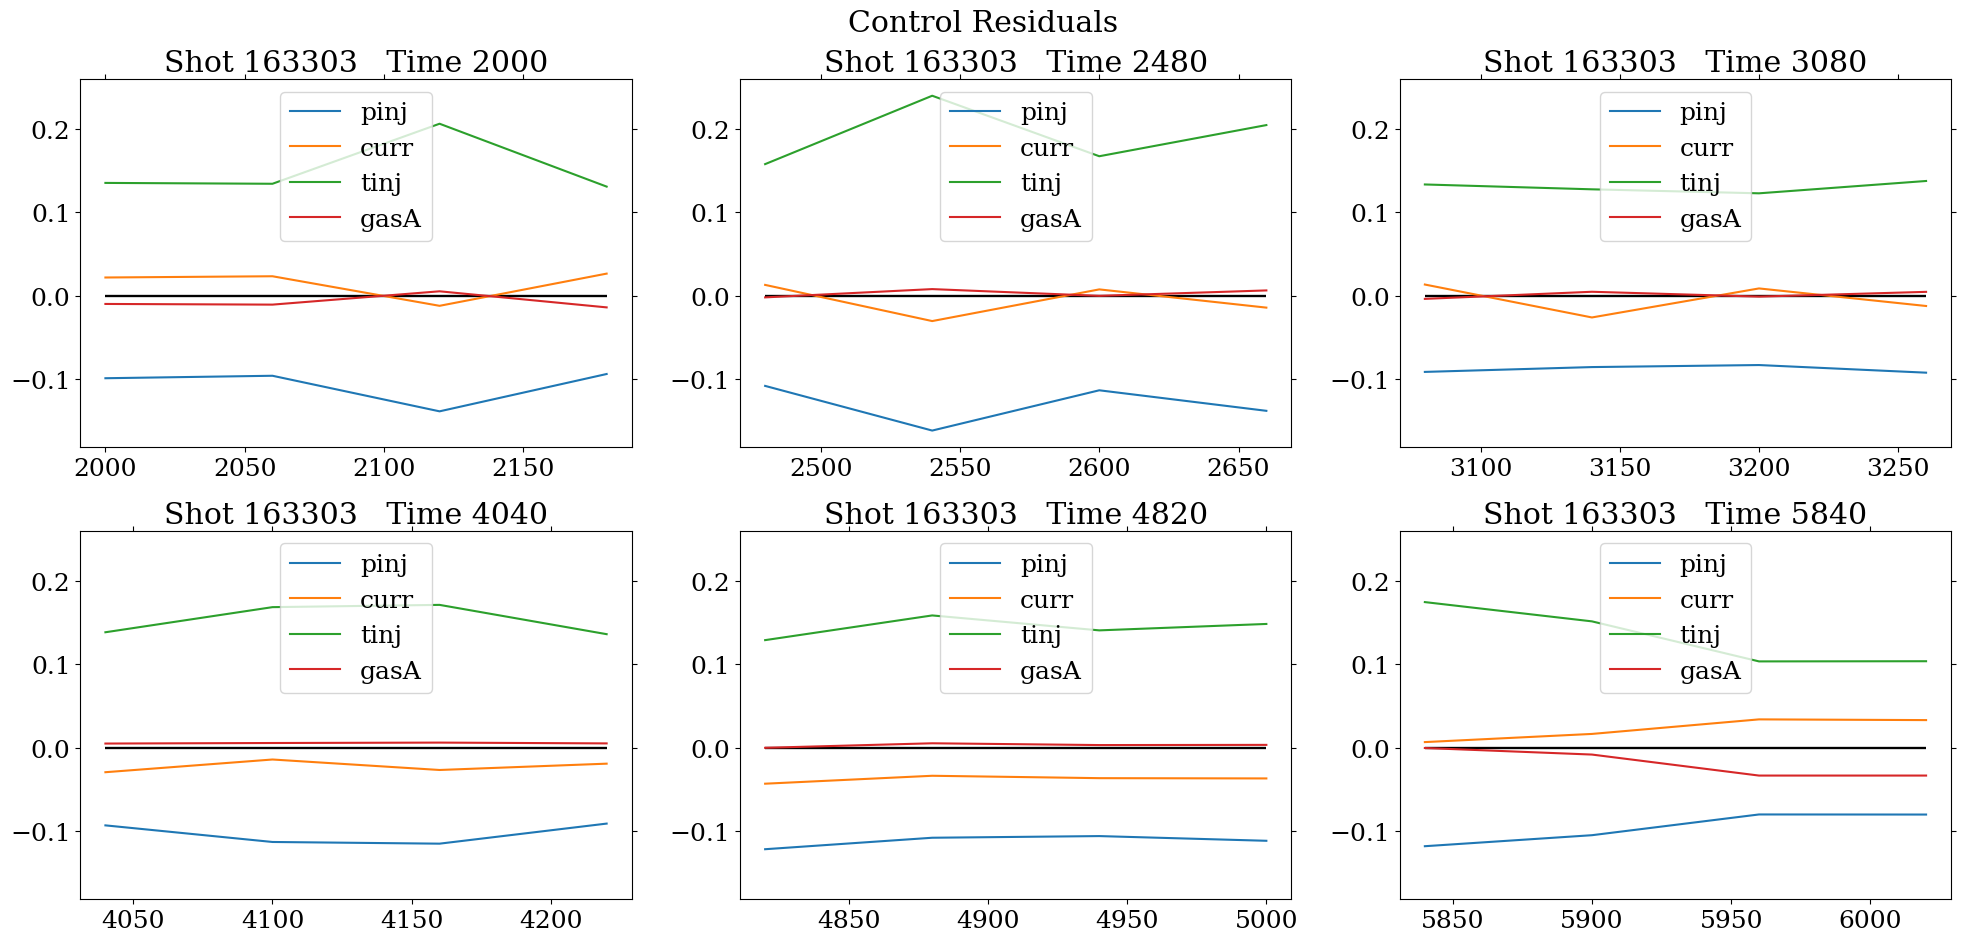 Control Residuals
Shot 163303 Time 2000
0.2
0.1
0.0
−0.1
pinj
curr
tinj
gasA
2000 2050 2100 2150
Shot 163303 Time 2480
0.2
0.1
0.0
−0.1
pinj
curr
tinj
gasA
2500 2550 2600 2650
Shot 163303 Time 3080
0.2
0.1
0.0
−0.1
pinj
curr
tinj
gasA
3100 3150 3200 3250
Shot 163303 Time 4040
0.2
0.1
0.0
−0.1
pinj
curr
tinj
gasA
4050 4100 4150 4200
Shot 163303 Time 4820
0.2
0.1
0.0
−0.1
pinj
curr
tinj
gasA
4850 4900 4950 5000
Shot 163303 Time 5840
0.2
0.1
0.0
−0.1
pinj
curr
tinj
gasA
5850 5900 5950 6000